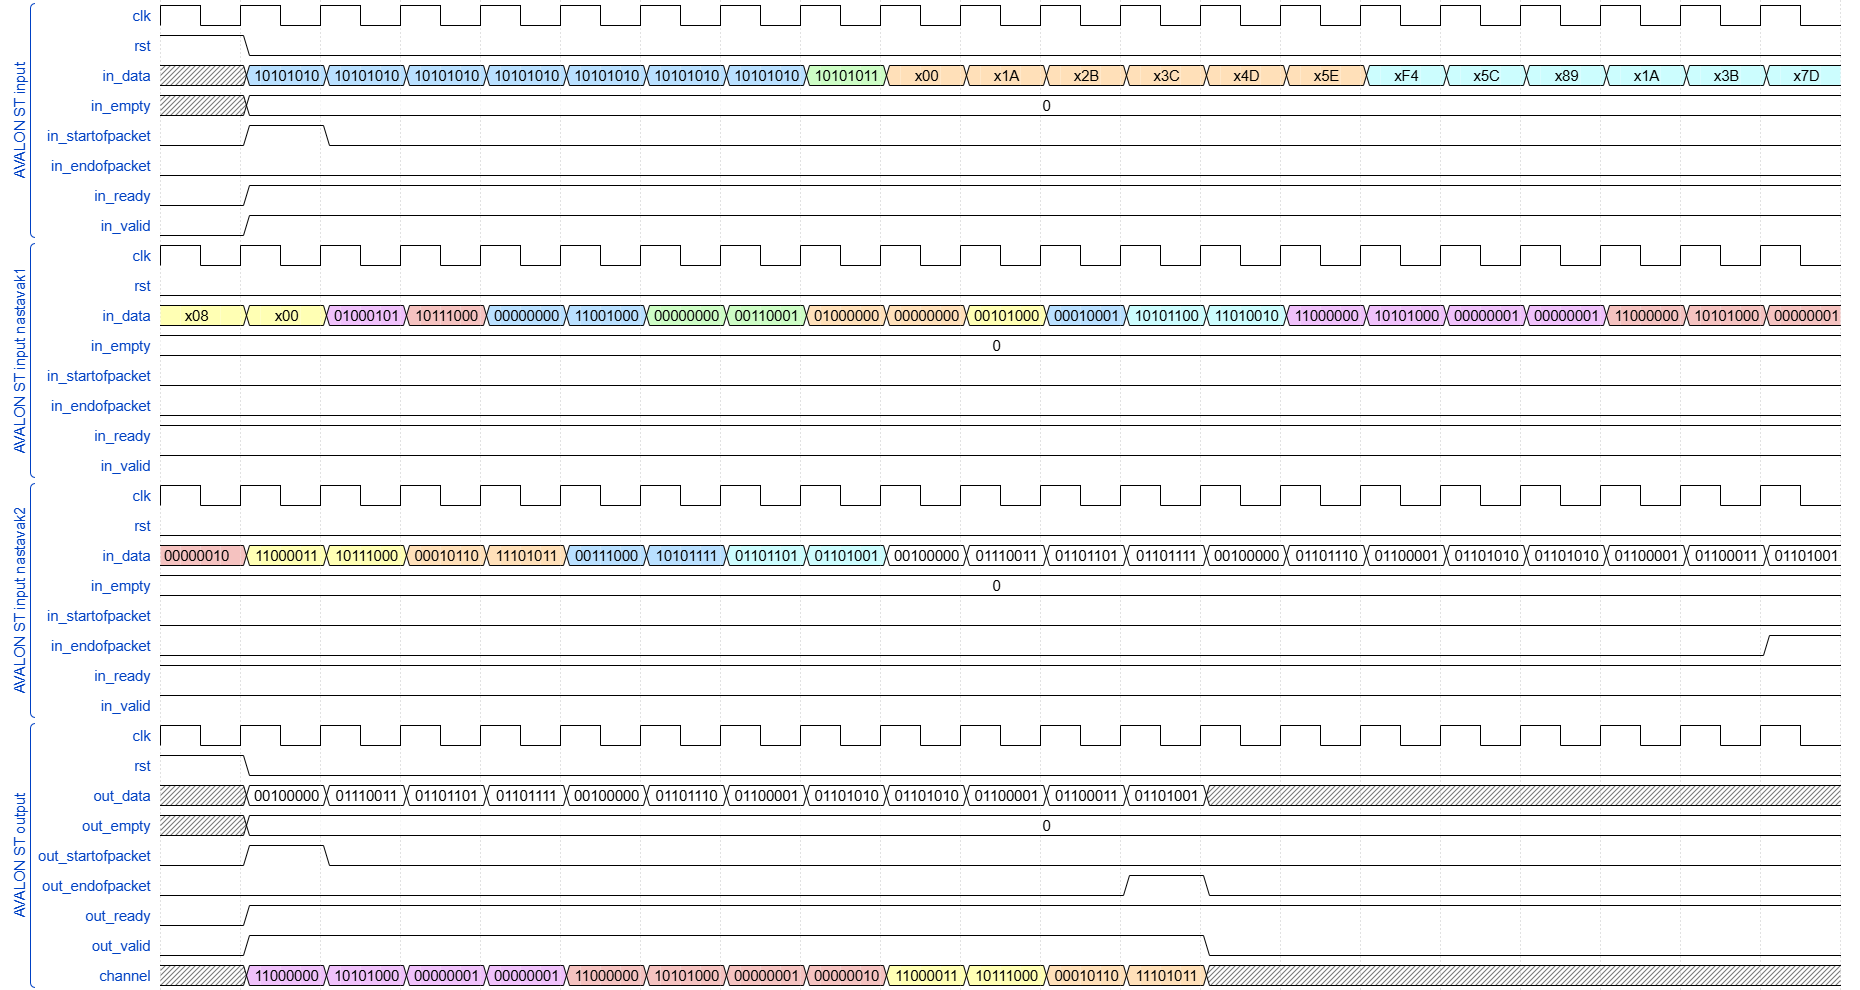 AVALON ST input
clk
rst
in_data 10101010 10101010 10101010 10101010 10101010 10101010 10101010 10101011 x00 x1A x2B x3C x4D x5E xF4 x5C x89 x1A x3B x7D
in_empty 0
in_startofpacket
in_endofpacket
in_ready
in_valid
AVALON ST input nastavak1
clk
rst
in_data x08 x00 01000101 10111000 00000000 11001000 00000000 00110001 01000000 00000000 00101000 00010001 10101100 11010010 11000000 10101000 00000001 00000001 11000000 10101000 00000001
in_empty 0
in_startofpacket
in_endofpacket
in_ready
in_valid
AVALON ST input nastavak2
clk
rst
in_data 00000010 11000011 10111000 00010110 11101011 00111000 10101111 01101101 01101001 00100000 01110011 01101101 01101111 00100000 01101110 01100001 01101010 01101010 01100001 01100011 01101001
in_empty 0
in_startofpacket
in_endofpacket
in_ready
in_valid
AVALON ST output
clk
rst
out_data 00100000 01110011 01101101 01101111 00100000 01101110 01100001 01101010 01101010 01100001 01100011 01101001
out_empty 0
out_startofpacket
out_endofpacket
out_ready
out_valid
channel 11000000 10101000 00000001 00000001 11000000 10101000 00000001 00000010 11000011 10111000 00010110 11101011